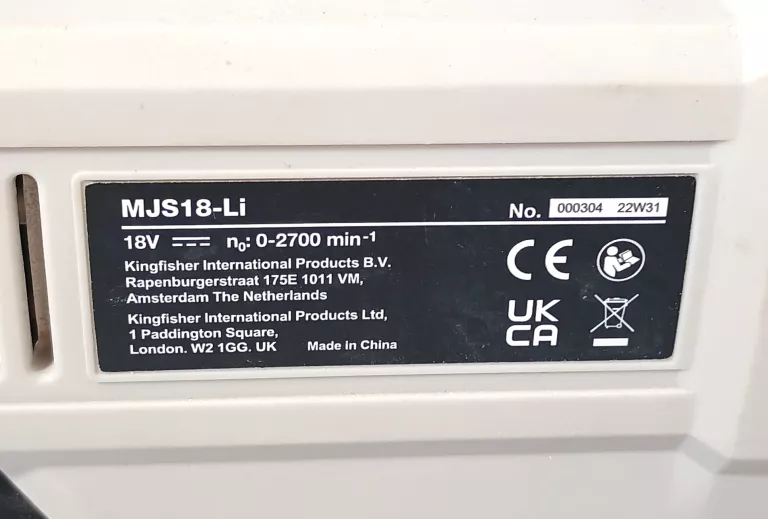 MJS18-Li
No. 000304 22W31
18V n₀: 0-2700 min⁻¹
Kingfisher International Products B.V.
Rapenburgerstraat 175E 1011 VM,
Amsterdam The Netherlands
Kingfisher International Products Ltd,
1 Paddington Square,
London. W2 1GG. UK Made in China
CE
UK
CA